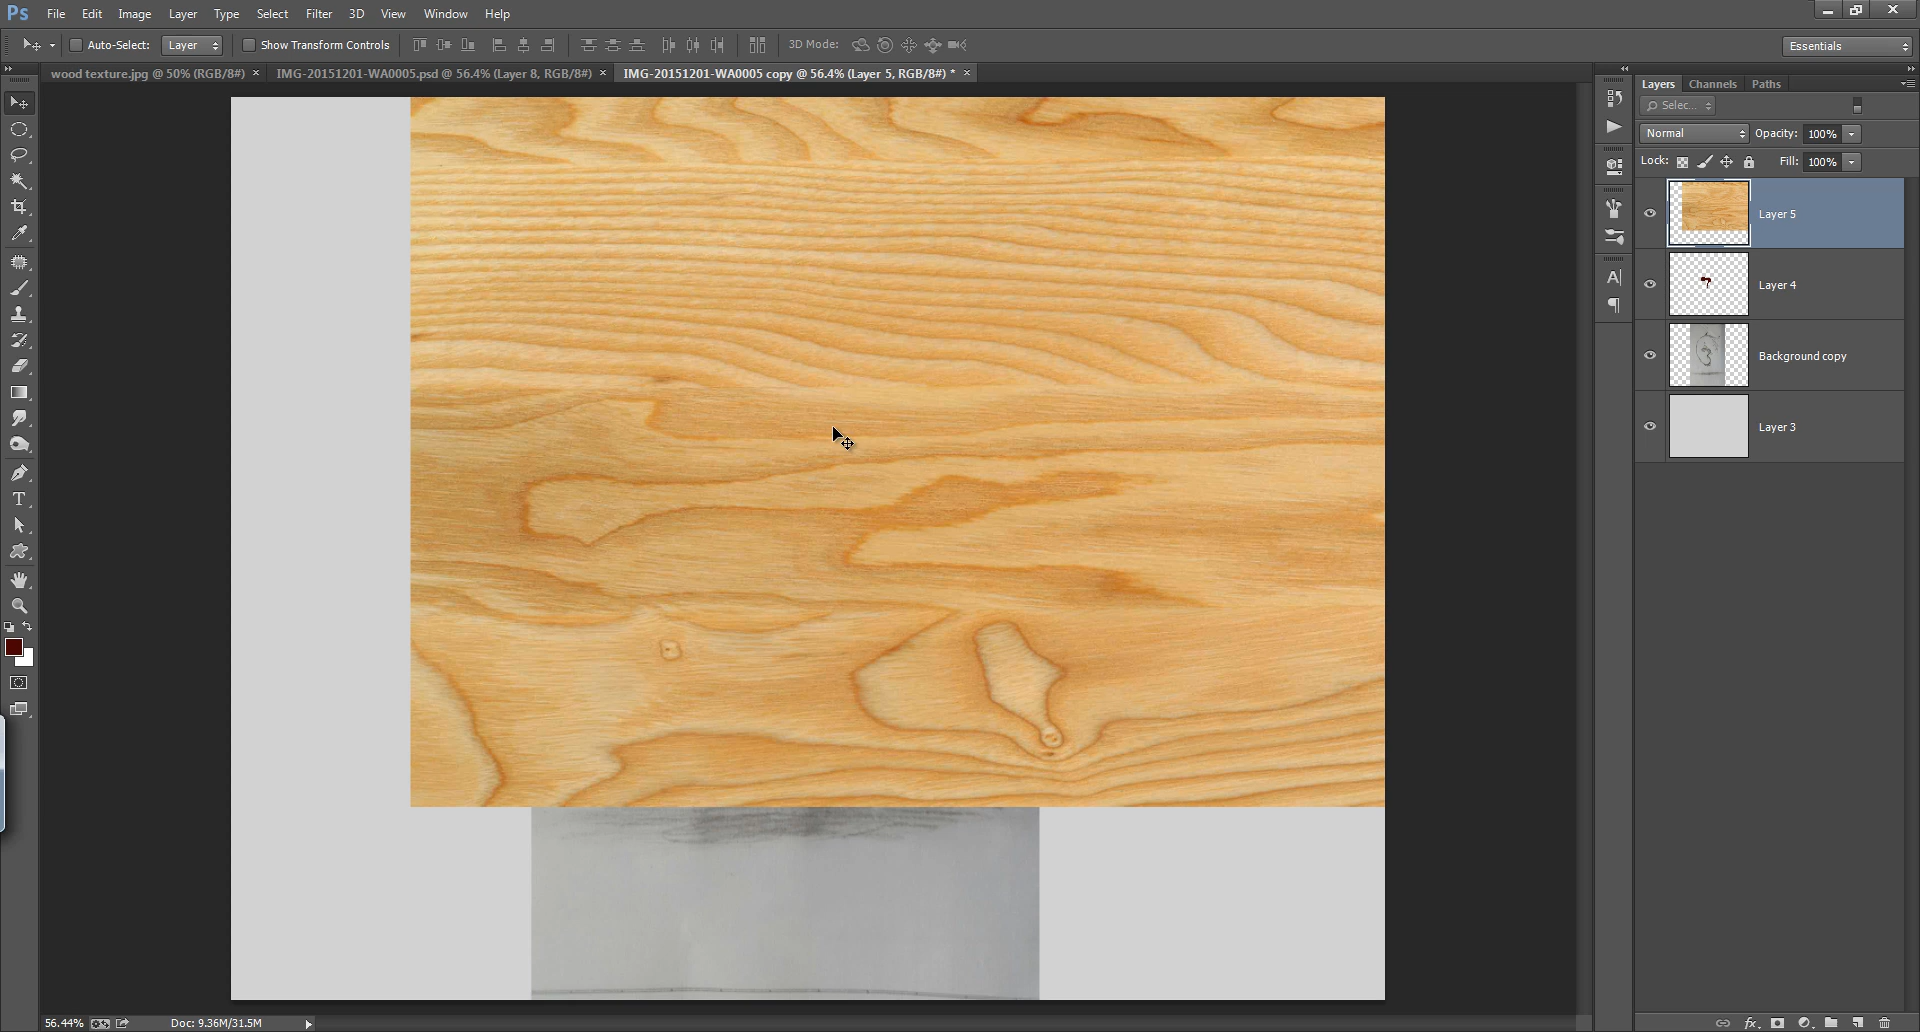 Ps File Edit Image Layer Type Select Filter 3D View Window Help
Auto-Select: Layer Show Transform Controls 3D Mode: Essentials
wood texture.jpg @ 50% (RGB/8#) × IMG-20151201-WA0005.psd @ 56.4% (Layer 8, RGB/8#) × IMG-20151201-WA0005 copy @ 56.4% (Layer 5, RGB/8#) * ×
Layers Channels Paths
Selec...
Normal Opacity: 100%
Lock: Fill: 100%
Layer 5
Layer 4
Background copy
Layer 3
56.44% Doc: 9.36M/31.5M